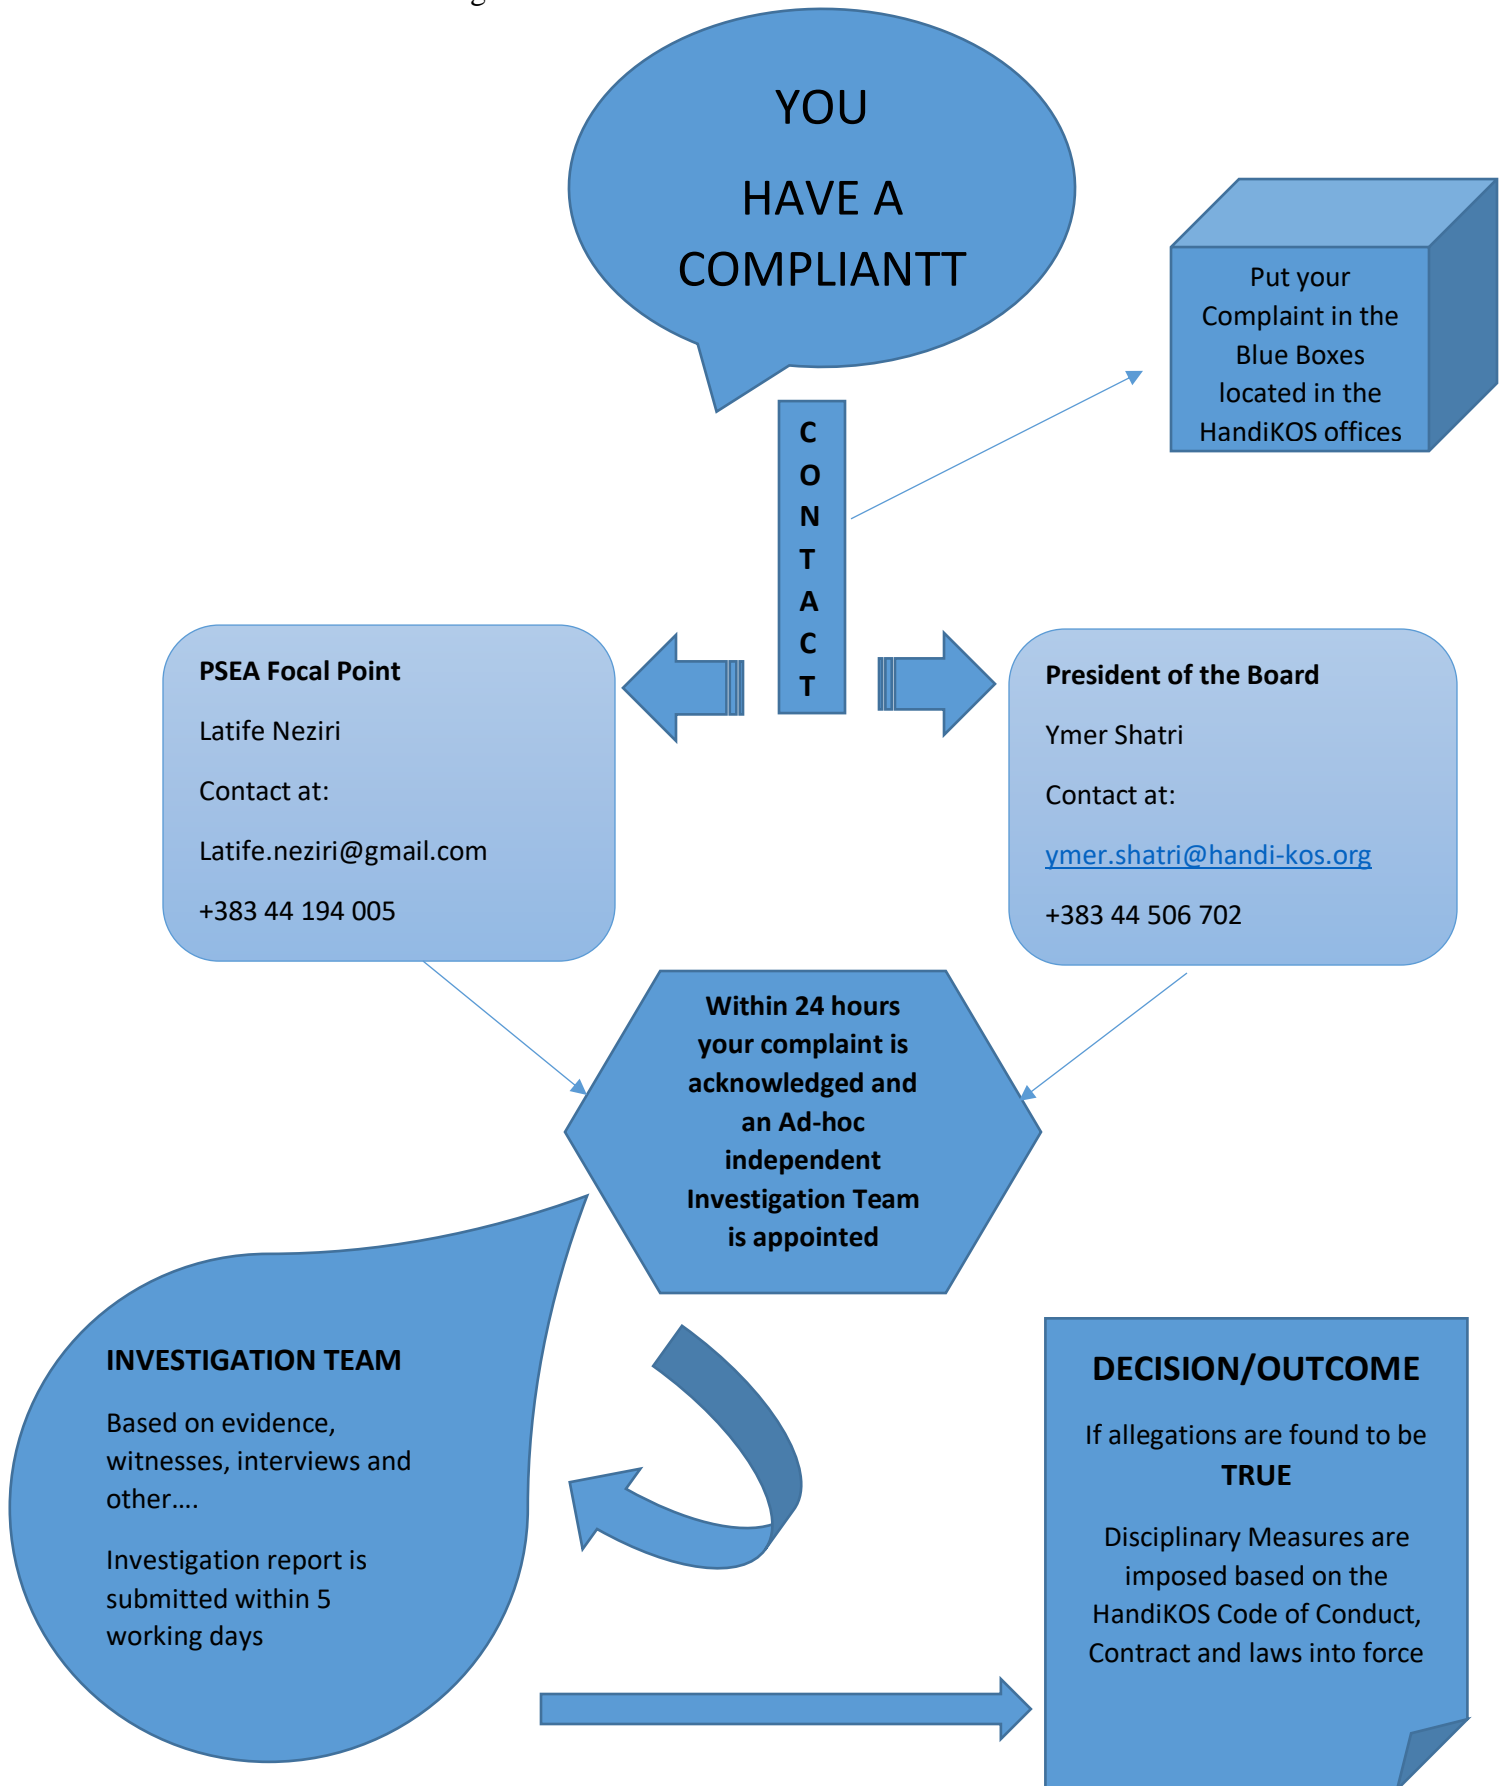 YOU
HAVE A
COMPLIANTT
Put your
Complaint in the
Blue Boxes
located in the
HandiKOS offices
C
O
N
T
A
C
T
PSEA Focal Point
Latife Neziri
Contact at:
Latife.neziri@gmail.com
+383 44 194 005
President of the Board
Ymer Shatri
Contact at:
ymer.shatri@handi-kos.org
+383 44 506 702
Within 24 hours
your complaint is
acknowledged and
an Ad-hoc
independent
Investigation Team
is appointed
INVESTIGATION TEAM
Based on evidence,
witnesses, interviews and
other….
Investigation report is
submitted within 5
working days
DECISION/OUTCOME
If allegations are found to be
TRUE
Disciplinary Measures are
imposed based on the
HandiKOS Code of Conduct,
Contract and laws into force